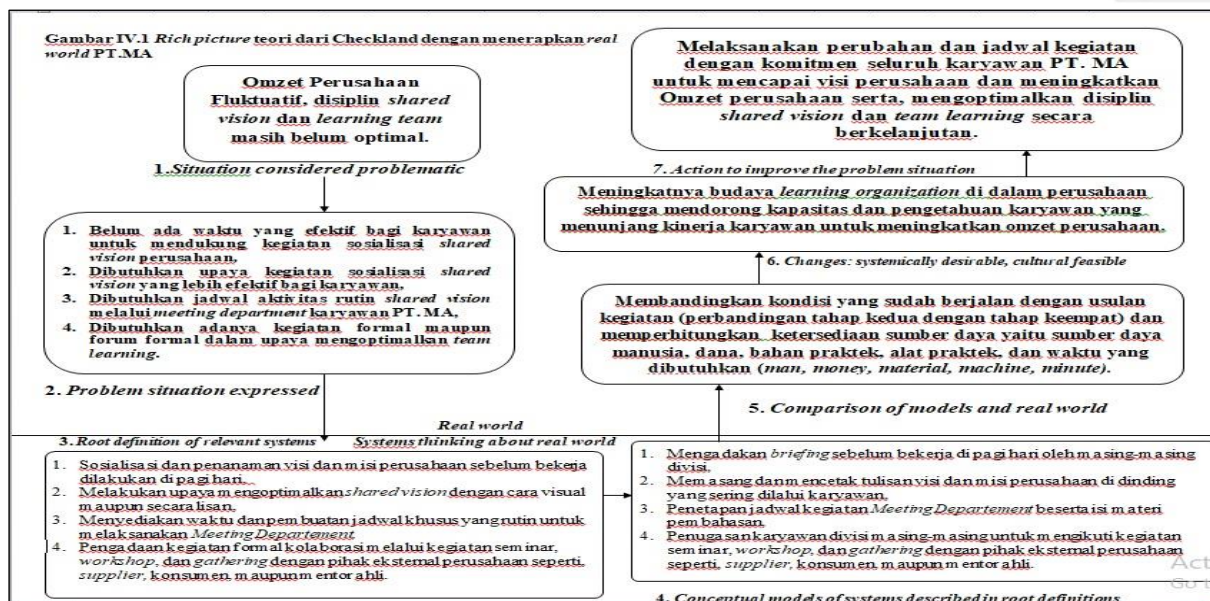 Gambar IV.1 Rich picture teori dari Checkland dengan menerapkan real
world PT.MA
Omzet Perusahaan
Fluktuatif, disiplin shared
vision dan learning team
masih belum optimal.
1.Situation considered problematic
1. Belum ada waktu yang efektif bagi karyawan
untuk mendukung kegiatan sosialisasi shared
vision perusahaan,
2. Dibutuhkan upaya kegiatan sosialisasi shared
vision yang lebih efektif bagi karyawan,
3. Dibutuhkan jadwal aktivitas rutin shared vision
melalui meeting department karyawan PT. MA,
4. Dibutuhkan adanya kegiatan formal maupun
forum formal dalam upaya mengoptimalkan team
learning.
2. Problem situation expressed
Real world
3. Root definition of relevant systems
Systems thinking about real world
1. Sosialisasi dan penanaman visi dan misi perusahaan sebelum bekerja
dilakukan di pagi hari,
2. Melakukan upaya mengoptimalkan shared vision dengan cara visual
maupun secara lisan,
3. Menyediakan waktu dan pembuatan jadwal khusus yang rutin untuk
melaksanakan Meeting Departement
4. Pengadaan kegiatan formal kolaborasi melalui kegiatan seminar,
workshop, dan gathering dengan pihak eksternal perusahaan seperti,
supplier, konsumen, maupun mentor ahli.
1. Mengadakan briefing sebelum bekerja di pagi hari oleh masing-masing
divisi,
2. Memasang dan mencetak tulisan visi dan misi perusahaan di dinding
yang sering dilalui karyawan,
3. Penetapan jadwal kegiatan Meeting Departement beserta isi materi
pembahasan,
4. Penugasan karyawan divisi masing-masing untuk mengikuti kegiatan
seminar, workshop, dan gathering dengan pihak eksternal perusahaan
seperti, supplier, konsumen, maupun mentor ahli.
4. Conceptual models of systems described in root definitions
5. Comparison of models and real world
Membandingkan kondisi yang sudah berjalan dengan usulan
kegiatan (perbandingan tahap kedua dengan tahap keempat) dan
memperhitungkan ketersediaan sumber daya yaitu sumber daya
manusia, dana, bahan praktek, alat praktek, dan waktu yang
dibutuhkan (man, money, material, machine, minute).
6. Changes: systemically desirable, cultural feasible
Meningkatnya budaya learning organization di dalam perusahaan
sehingga mendorong kapasitas dan pengetahuan karyawan yang
menunjang kinerja karyawan untuk meningkatkan omzet perusahaan.
7. Action to improve the problem situation
Melaksanakan perubahan dan jadwal kegiatan
dengan komitmen seluruh karyawan PT. MA
untuk mencapai visi perusahaan dan meningkatkan
Omzet perusahaan serta, mengoptimalkan disiplin
shared vision dan team learning secara
berkelanjutan.
Act
Go t